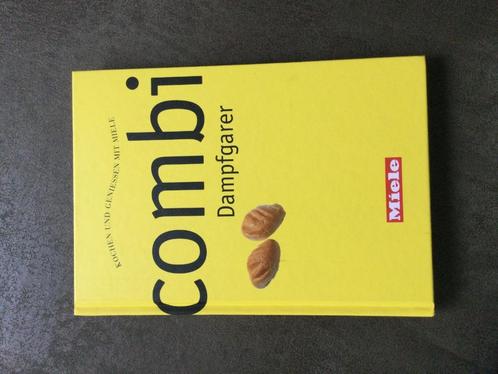 KOCHEN UND GENIESSEN MIT MIELE
combi
Dampfgarer
Miele